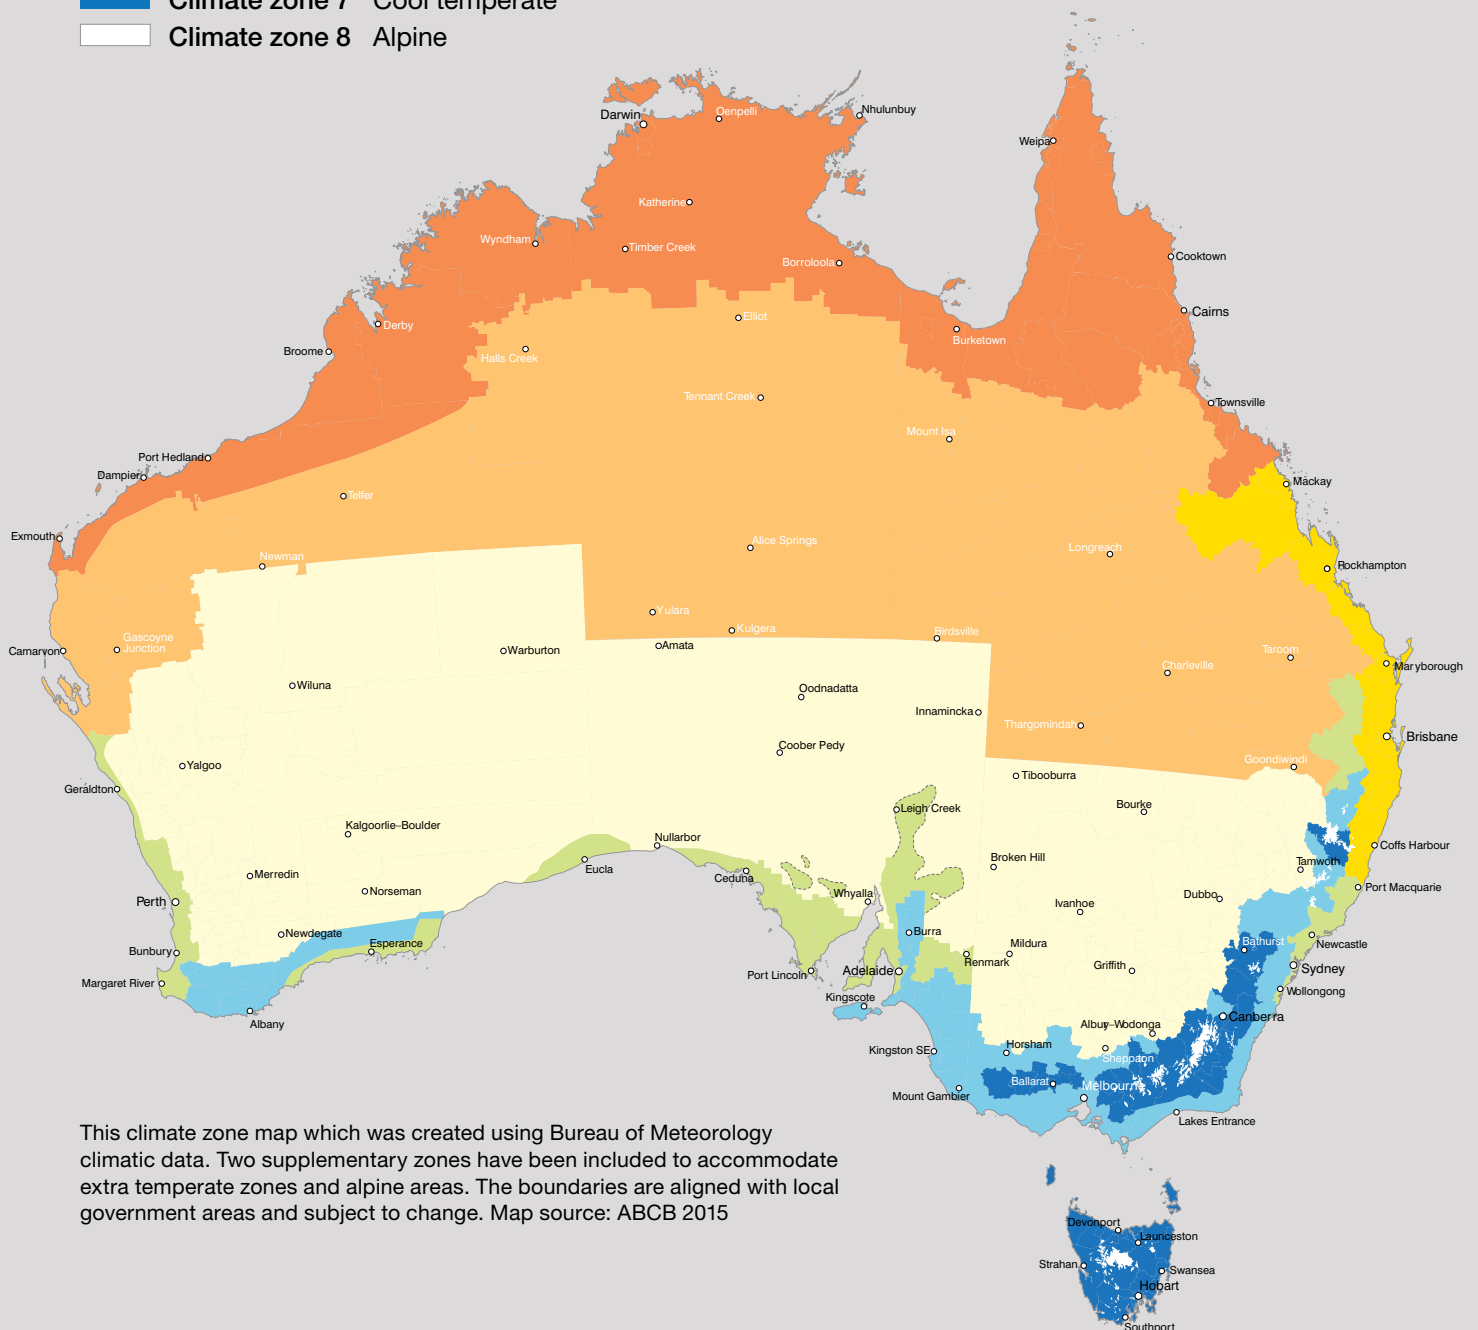 Climate zone 7 Cool temperate
Climate zone 8 Alpine
Darwin
Oenpelli
Nhulunbuy
Weipa
Katherine
Wyndham
Timber Creek
Borroloola
Cooktown
Cairns
Elliot
Derby
Burketown
Broome
Halls Creek
Tennant Creek
Townsville
Mount Isa
Port Hedland
Dampier
Mackay
Telfer
Exmouth
Alice Springs
Longreach
Newman
Rockhampton
Yulara
Kulgera
Birdsville
Gascoyne
Junction
Carnarvon
Warburton
Amata
Taroom
Charleville
Maryborough
Wiluna
Oodnadatta
Innamincka
Thargomindah
Brisbane
Coober Pedy
Goondiwindi
Yalgoo
Tibooburra
Geraldton
Leigh Creek
Bourke
Kalgoorlie–Boulder
Nullarbor
Coffs Harbour
Eucla
Broken Hill
Tamworth
Merredin
Ceduna
Port Macquarie
Norseman
Whyalla
Dubbo
Perth
Ivanhoe
Newdegate
Burra
Esperance
Mildura
Bathurst
Newcastle
Bunbury
Renmark
Griffith
Port Lincoln
Adelaide
Sydney
Margaret River
Kingscote
Wollongong
Albany
Albury–Wodonga
Canberra
Horsham
Kingston SE
Shepparton
Ballarat
Melbourne
Mount Gambier
Lakes Entrance
This climate zone map which was created using Bureau of Meteorology
climatic data. Two supplementary zones have been included to accommodate
extra temperate zones and alpine areas. The boundaries are aligned with local
government areas and subject to change. Map source: ABCB 2015
Devonport
Launceston
Strahan
Swansea
Hobart
Southport